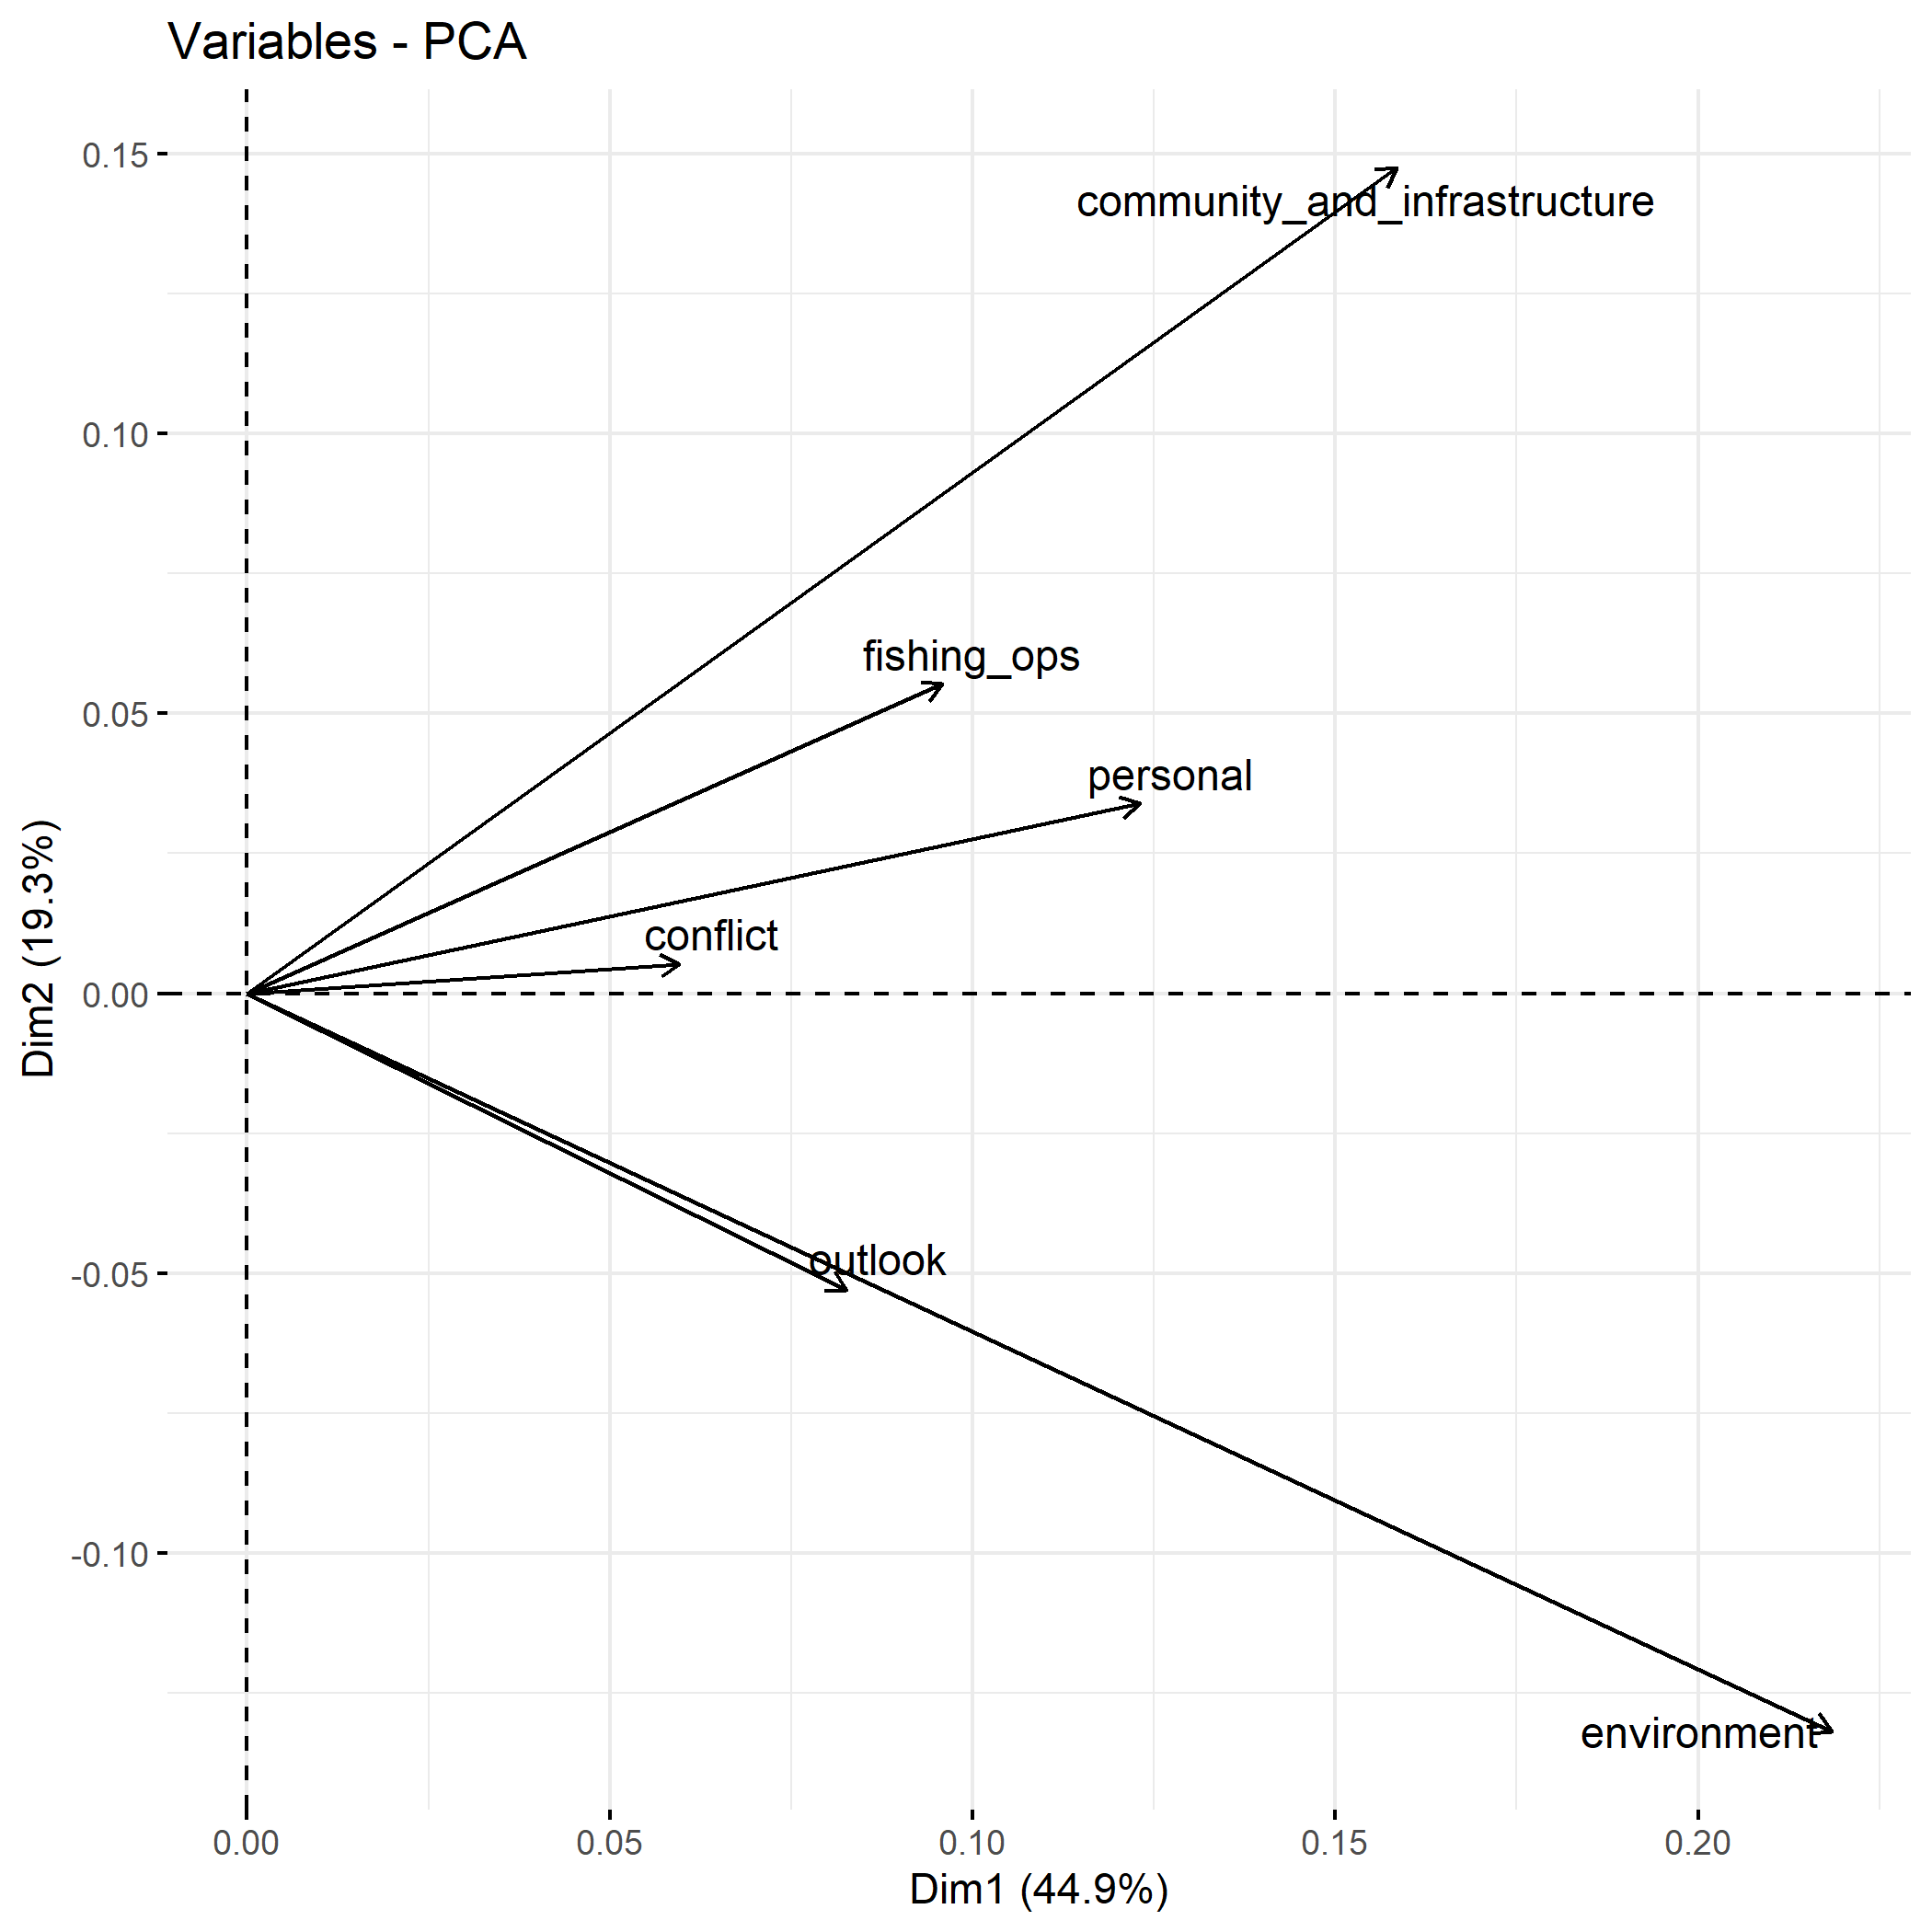 Variables - PCA
0.15
community_and_infrastructure
0.10
fishing_ops
0.05
personal
conflict
0.00
outlook
-0.05
-0.10
environment
0.00 0.05 0.10 0.15 0.20
Dim1 (44.9%)
Dim2 (19.3%)